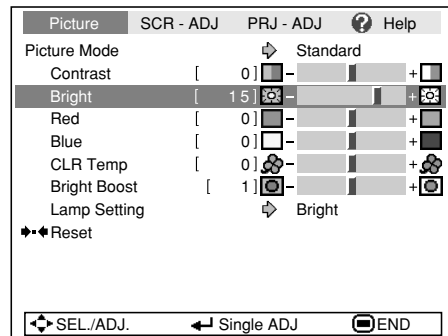 Picture SCR - ADJ PRJ - ADJ ? Help
Picture Mode Standard
Contrast [ 0 ] - +
Bright [ 15 ] - +
Red [ 0 ] - +
Blue [ 0 ] - +
CLR Temp [ 0 ] - +
Bright Boost [ 1 ] - +
Lamp Setting Bright
Reset
SEL./ADJ. Single ADJ END